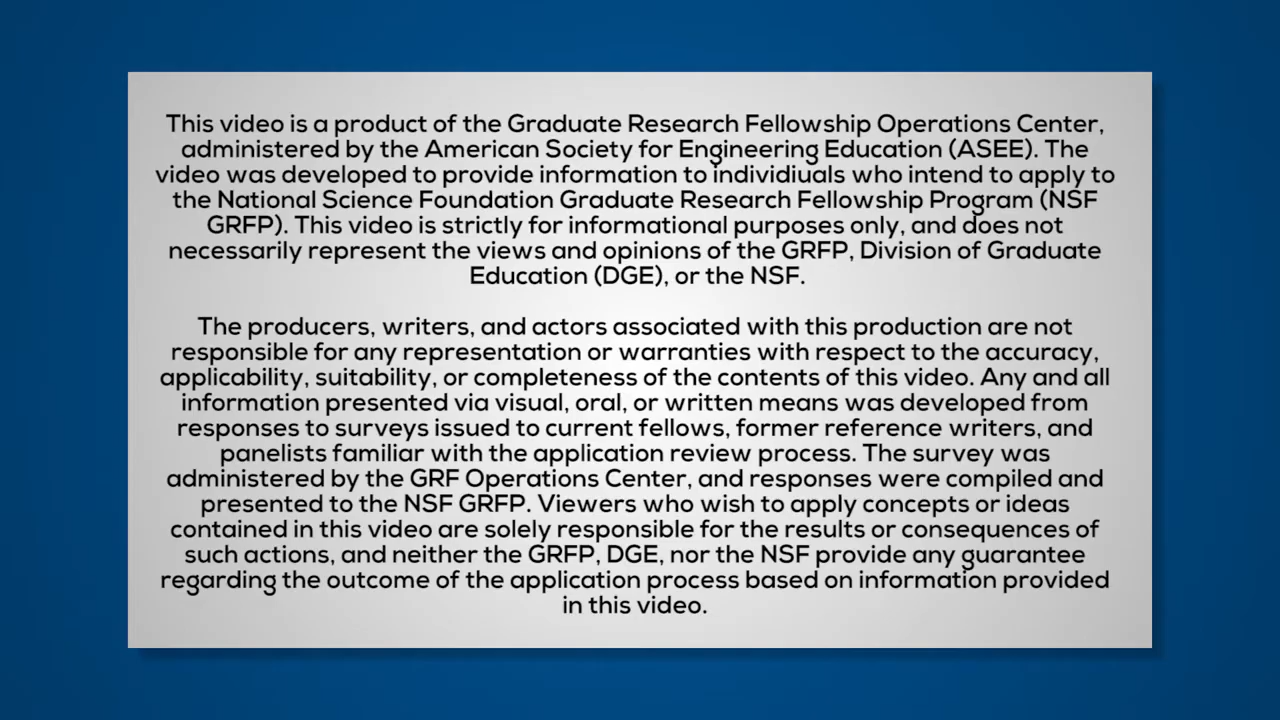 This video is a product of the Graduate Research Fellowship Operations Center,
administered by the American Society for Engineering Education (ASEE). The
video was developed to provide information to individiuals who intend to apply to
the National Science Foundation Graduate Research Fellowship Program (NSF
GRFP). This video is strictly for informational purposes only, and does not
necessarily represent the views and opinions of the GRFP, Division of Graduate
Education (DGE), or the NSF.
The producers, writers, and actors associated with this production are not
responsible for any representation or warranties with respect to the accuracy,
applicability, suitability, or completeness of the contents of this video. Any and all
information presented via visual, oral, or written means was developed from
responses to surveys issued to current fellows, former reference writers, and
panelists familiar with the application review process. The survey was
administered by the GRF Operations Center, and responses were compiled and
presented to the NSF GRFP. Viewers who wish to apply concepts or ideas
contained in this video are solely responsible for the results or consequences of
such actions, and neither the GRFP, DGE, nor the NSF provide any guarantee
regarding the outcome of the application process based on information provided
in this video.